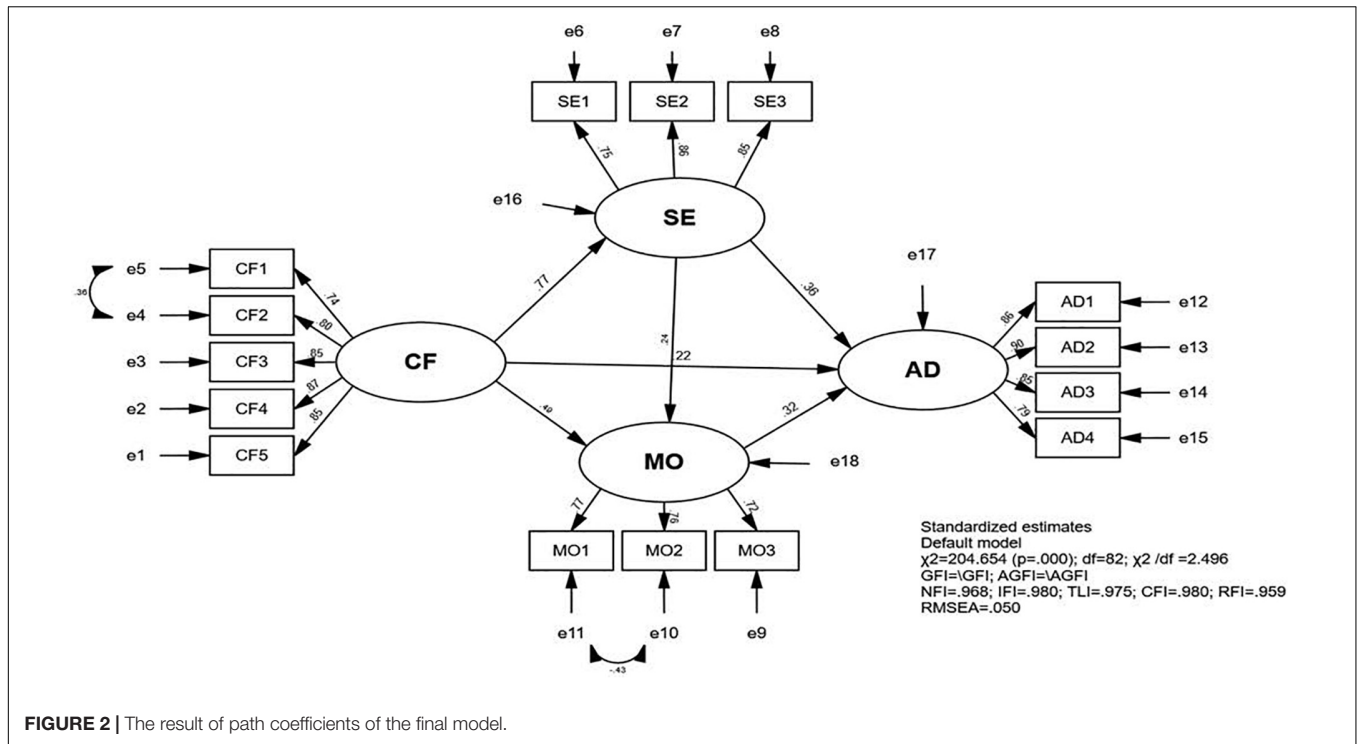 e6 e7 e8
SE1 SE2 SE3
.75 .86 .85
e16
SE
e17
e5 CF1
.36
e4 CF2
e3 CF3
e2 CF4
e1 CF5
.74
.80
.85
.87
.85
CF
.77
.24
.36
.22
.49
.32
AD
.86
.90
.85
.79
AD1 e12
AD2 e13
AD3 e14
AD4 e15
MO
e18
.77 .76 .72
MO1 MO2 MO3
e11 e10 e9
-.43
Standardized estimates
Default model
χ2=204.654 (p=.000); df=82; χ2 /df =2.496
GFI=\GFI; AGFI=\AGFI
NFI=.968; IFI=.980; TLI=.975; CFI=.980; RFI=.959
RMSEA=.050
FIGURE 2 | The result of path coefficients of the final model.